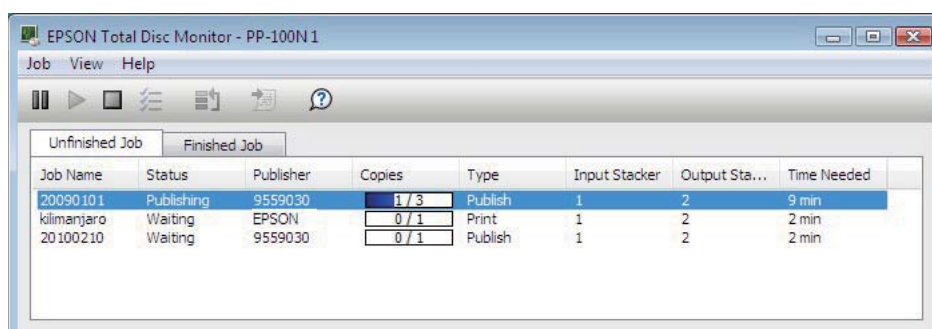 EPSON Total Disc Monitor - PP-100N 1
Job View Help
Unfinished Job Finished Job
Job Name Status Publisher Copies Type Input Stacker Output Sta... Time Needed
20090101 Publishing 9559030 1 / 3 Publish 1 2 9 min
kilimanjaro Waiting EPSON 0 / 1 Print 1 2 2 min
20100210 Waiting 9559030 0 / 1 Publish 1 2 2 min